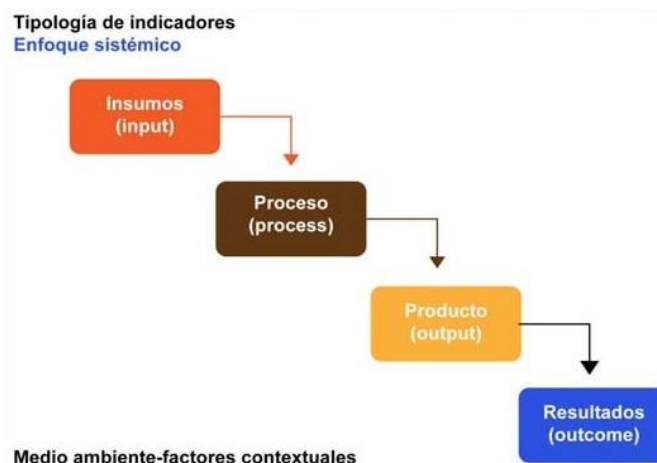 Tipología de indicadores
Enfoque sistémico
Insumos
(input)
Proceso
(process)
Producto
(output)
Resultados
(outcome)
Medio ambiente-factores contextuales